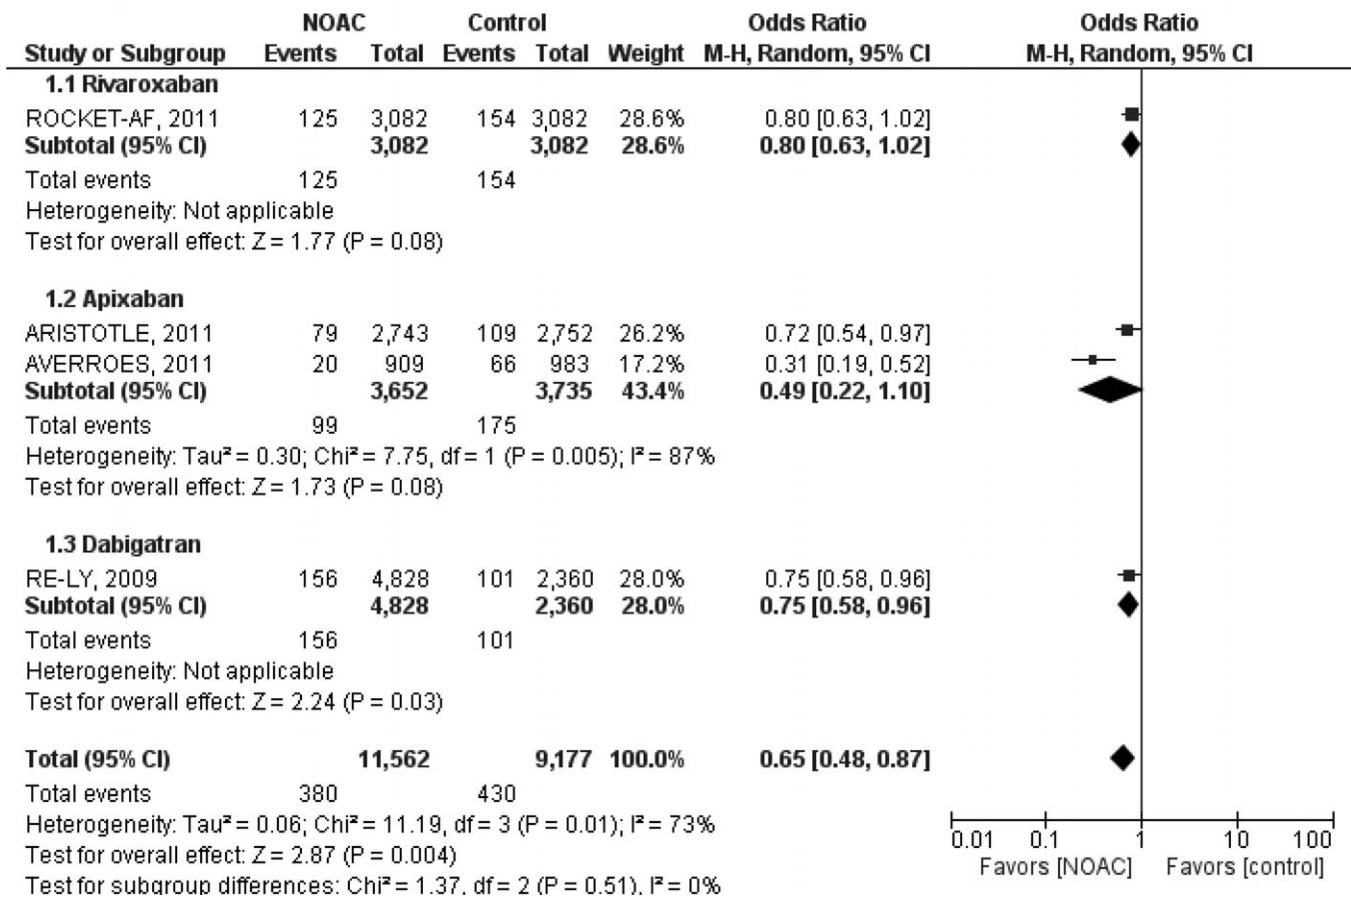 NOAC Control Odds Ratio Odds Ratio
Study or Subgroup Events Total Events Total Weight M-H, Random, 95% CI M-H, Random, 95% CI
1.1 Rivaroxaban
ROCKET-AF, 2011 125 3,082 154 3,082 28.6% 0.80 [0.63, 1.02]
Subtotal (95% CI) 3,082 3,082 28.6% 0.80 [0.63, 1.02]
Total events 125 154
Heterogeneity: Not applicable
Test for overall effect: Z = 1.77 (P = 0.08)
1.2 Apixaban
ARISTOTLE, 2011 79 2,743 109 2,752 26.2% 0.72 [0.54, 0.97]
AVERROES, 2011 20 909 66 983 17.2% 0.31 [0.19, 0.52]
Subtotal (95% CI) 3,652 3,735 43.4% 0.49 [0.22, 1.10]
Total events 99 175
Heterogeneity: Tau² = 0.30; Chi² = 7.75, df = 1 (P = 0.005); I² = 87%
Test for overall effect: Z = 1.73 (P = 0.08)
1.3 Dabigatran
RE-LY, 2009 156 4,828 101 2,360 28.0% 0.75 [0.58, 0.96]
Subtotal (95% CI) 4,828 2,360 28.0% 0.75 [0.58, 0.96]
Total events 156 101
Heterogeneity: Not applicable
Test for overall effect: Z = 2.24 (P = 0.03)
Total (95% CI) 11,562 9,177 100.0% 0.65 [0.48, 0.87]
Total events 380 430
Heterogeneity: Tau² = 0.06; Chi² = 11.19, df = 3 (P = 0.01); I² = 73%
Test for overall effect: Z = 2.87 (P = 0.004)
Test for subgroup differences: Chi² = 1.37, df = 2 (P = 0.51), I² = 0%
0.01 0.1 1 10 100
Favors [NOAC] Favors [control]